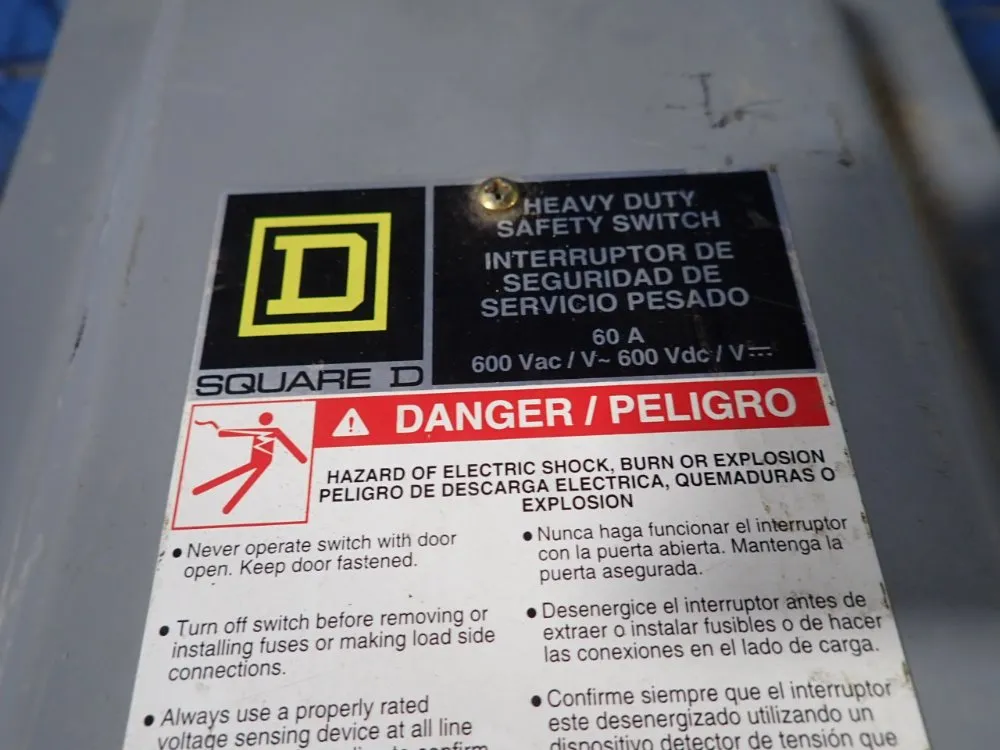 HEAVY DUTY
SAFETY SWITCH
INTERRUPTOR DE
SEGURIDAD DE
SERVICIO PESADO
60 A
600 Vac / V~ 600 Vdc / V⎓
D
SQUARE D
DANGER / PELIGRO
HAZARD OF ELECTRIC SHOCK, BURN OR EXPLOSION
PELIGRO DE DESCARGA ELECTRICA, QUEMADURAS O
EXPLOSION
• Never operate switch with door
open. Keep door fastened.
• Turn off switch before removing or
installing fuses or making load side
connections.
• Always use a properly rated
voltage sensing device at all line
confirm
• Nunca haga funcionar el interruptor
con la puerta abierta. Mantenga la
puerta asegurada.
• Desenergice el interruptor antes de
extraer o instalar fusibles o de hacer
las conexiones en el lado de carga.
• Confirme siempre que el interruptor
este desenergizado utilizando un
dispositivo detector de tensión que